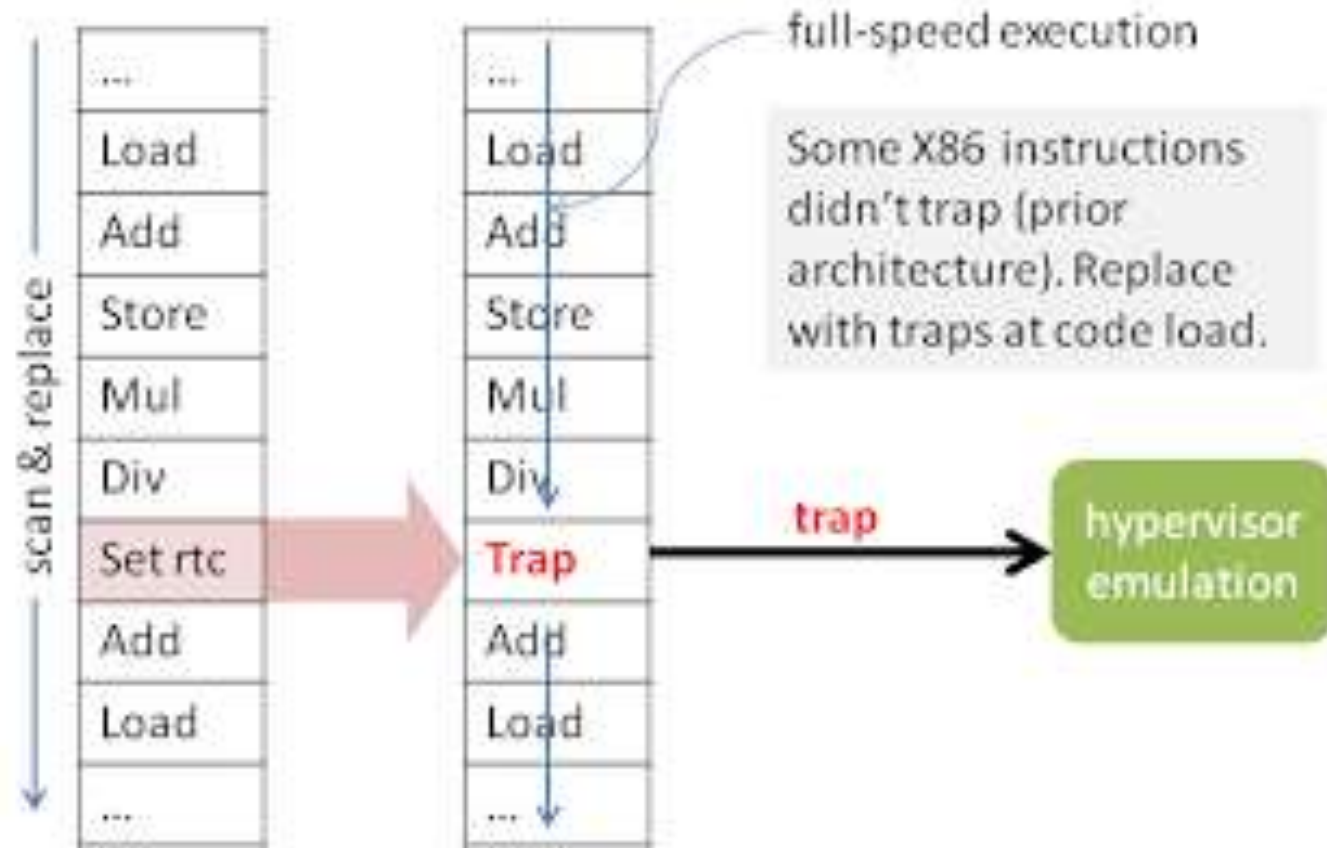 full-speed execution
scan & replace
...
Load
Add
Store
Mul
Div
Set rtc
Add
Load
...
...
Load
Add
Store
Mul
Div
Trap
Add
Load
...
Some X86 instructions
didn't trap (prior
architecture). Replace
with traps at code load.
trap
hypervisor
emulation